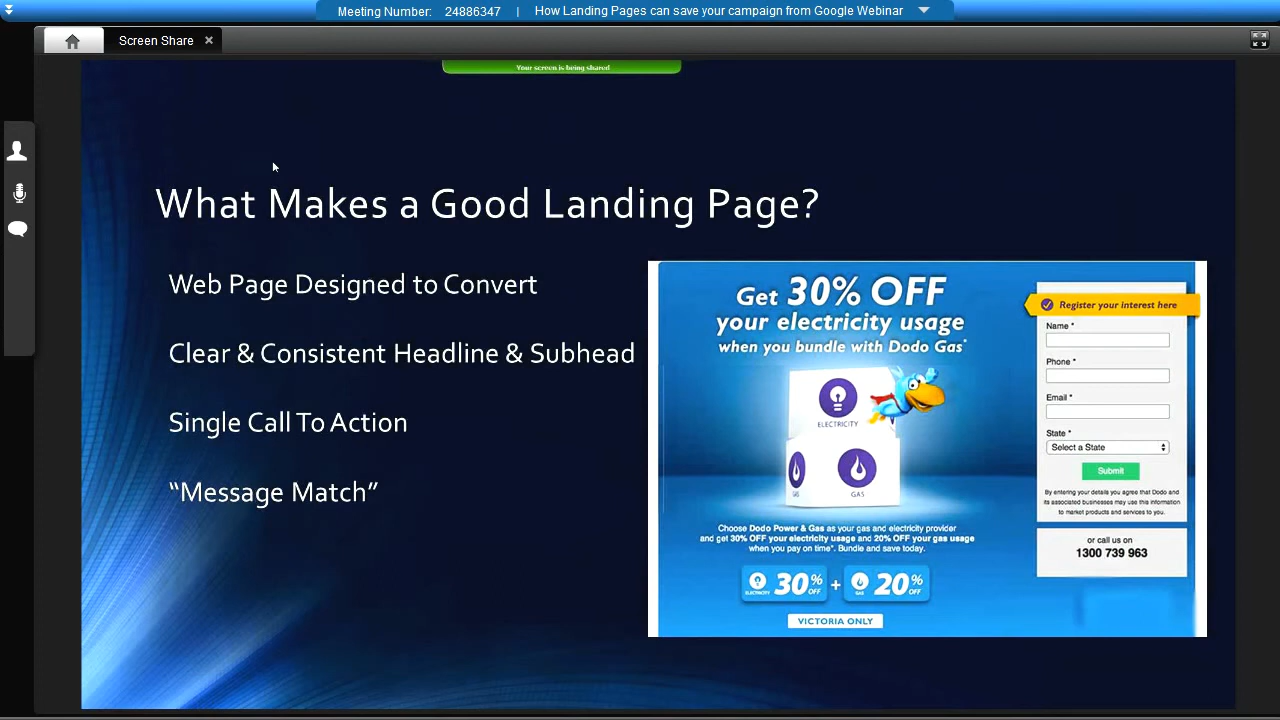 Meeting Number: 24886347 | How Landing Pages can save your campaign from Google Webinar
Screen Share
Your screen is being shared
What Makes a Good Landing Page?
Web Page Designed to Convert
Clear & Consistent Headline & Subhead
Single Call To Action
“Message Match”
Get 30% OFF
your electricity usage
when you bundle with Dodo Gas*
ELECTRICITY
GAS
Choose Dodo Power & Gas as your gas and electricity provider
and get 30% OFF your electricity usage and 20% OFF your gas usage
when you pay on time*. Bundle and save today.
ELECTRICITY 30% OFF + GAS 20% OFF
VICTORIA ONLY
Register your interest here
Name *
Phone *
Email *
State *
Select a State
Submit
By entering your details you agree that Dodo and
its associated businesses may use this information
to market products and services to you.
or call us on
1300 739 963